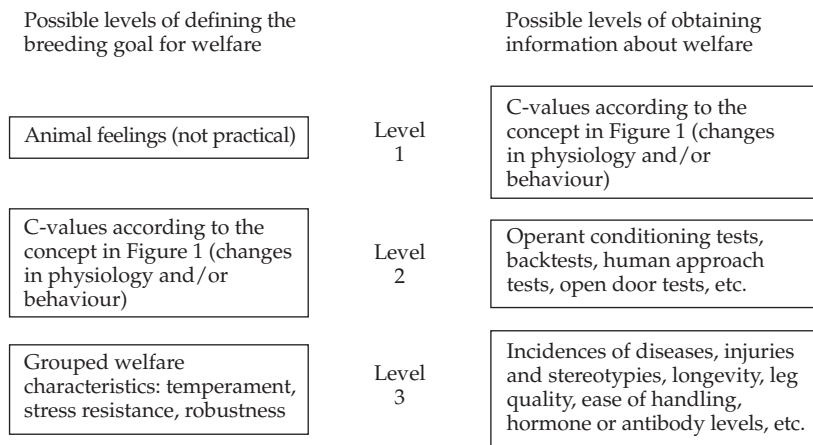 Possible levels of defining the
breeding goal for welfare
Possible levels of obtaining
information about welfare
Animal feelings (not practical)
Level
1
C-values according to the
concept in Figure 1 (changes
in physiology and/or
behaviour)
C-values according to the
concept in Figure 1 (changes
in physiology and/or
behaviour)
Level
2
Operant conditioning tests,
backtests, human approach
tests, open door tests, etc.
Grouped welfare
characteristics: temperament,
stress resistance, robustness
Level
3
Incidences of diseases, injuries
and stereotypies, longevity, leg
quality, ease of handling,
hormone or antibody levels, etc.